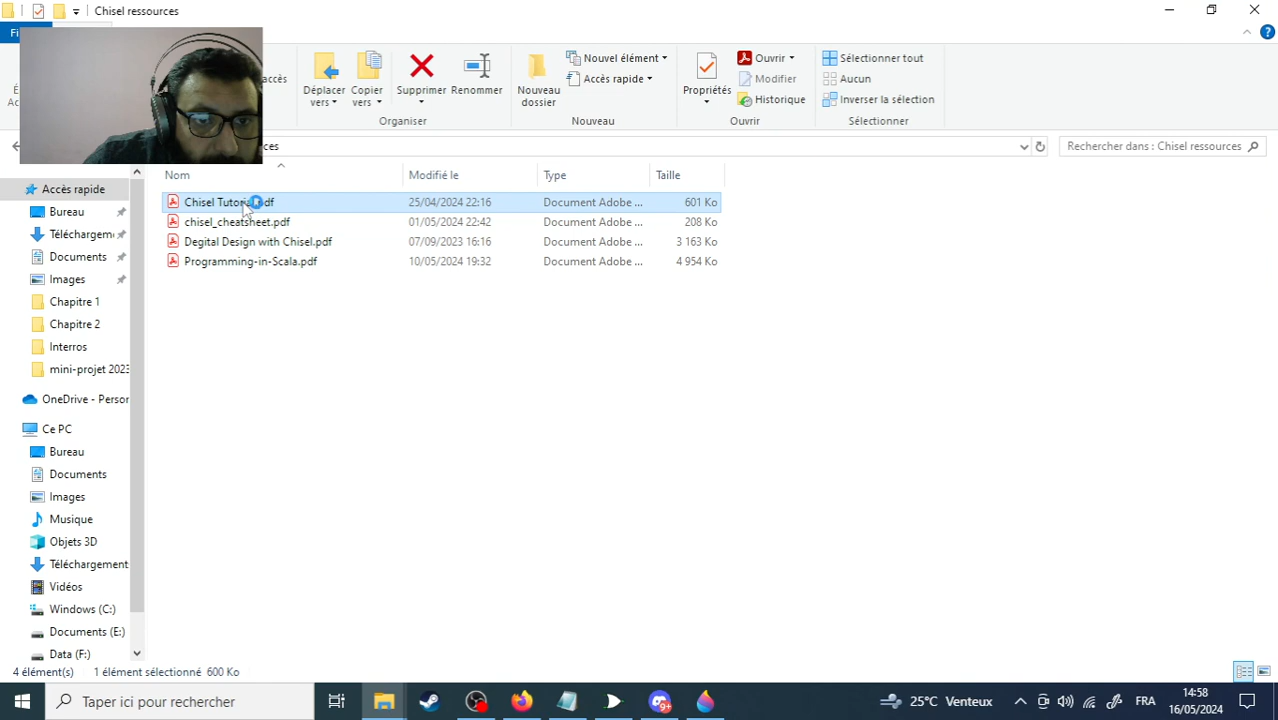 Chisel ressources
Fi
accès
Déplacer vers
Copier vers
Supprimer
Renommer
Organiser
Nouveau dossier
Nouvel élément
Accès rapide
Nouveau
Propriétés
Ouvrir
Modifier
Historique
Ouvrir
Sélectionner tout
Aucun
Inverser la sélection
Sélectionner
ces
Rechercher dans : Chisel ressources
Nom
Modifié le
Type
Taille
Chisel Tutorial.pdf 25/04/2024 22:16 Document Adobe ... 601 Ko
chisel_cheatsheet.pdf 01/05/2024 22:42 Document Adobe ... 208 Ko
Degital Design with Chisel.pdf 07/09/2023 16:16 Document Adobe ... 3 163 Ko
Programming-in-Scala.pdf 10/05/2024 19:32 Document Adobe ... 4 954 Ko
Accès rapide
Bureau
Téléchargem
Documents
Images
Chapitre 1
Chapitre 2
Interros
mini-projet 2023
OneDrive - Person
Ce PC
Bureau
Documents
Images
Musique
Objets 3D
Téléchargement
Vidéos
Windows (C:)
Documents (E:)
Data (F:)
4 élément(s) 1 élément sélectionné 600 Ko
Taper ici pour rechercher
9+
25°C Venteux
FRA
14:58
16/05/2024